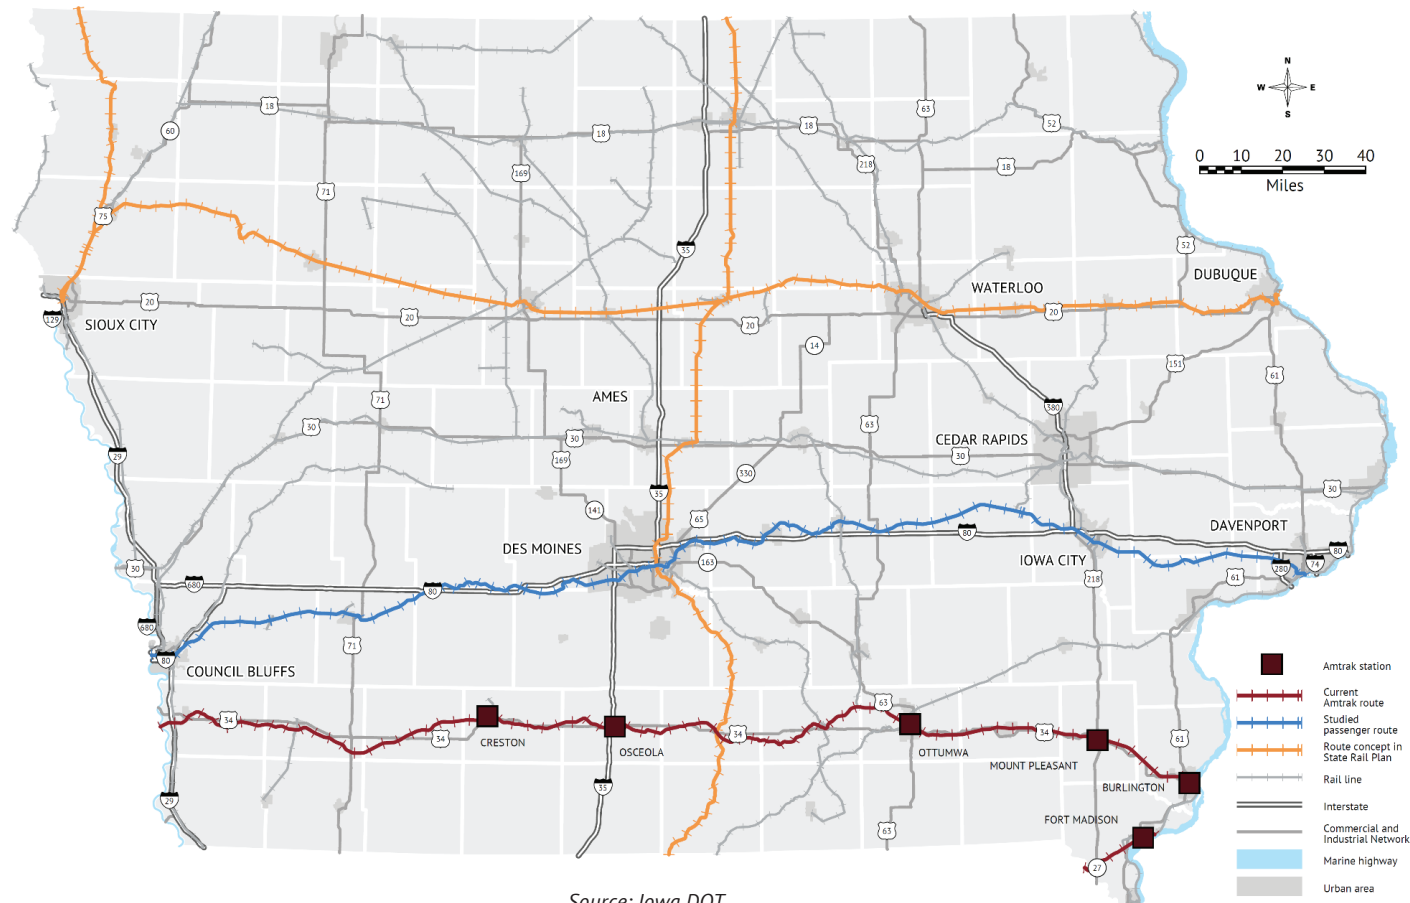 N
W E
S
0 10 20 30 40
Miles
18
60
18
18
63
52
218
18
169
71
75
35
52
DUBUQUE
WATERLOO
20
129
SIOUX CITY
20
20
20
14
151
61
71
AMES
380
30
30
63
CEDAR RAPIDS
30
29
169
330
35
30
141
65
DAVENPORT
80
DES MOINES
80
IOWA CITY
163
30
680
80
218
61
280
74
680
71
80
COUNCIL BLUFFS
34
34
CRESTON
OSCEOLA
34
63
OTTUMWA
34
MOUNT PLEASANT
61
BURLINGTON
29
35
63
FORT MADISON
27
Amtrak station
Current
Amtrak route
Studied
passenger route
Route concept in
State Rail Plan
Rail line
Interstate
Commercial and
Industrial Network
Marine highway
Urban area
Source: Iowa DOT